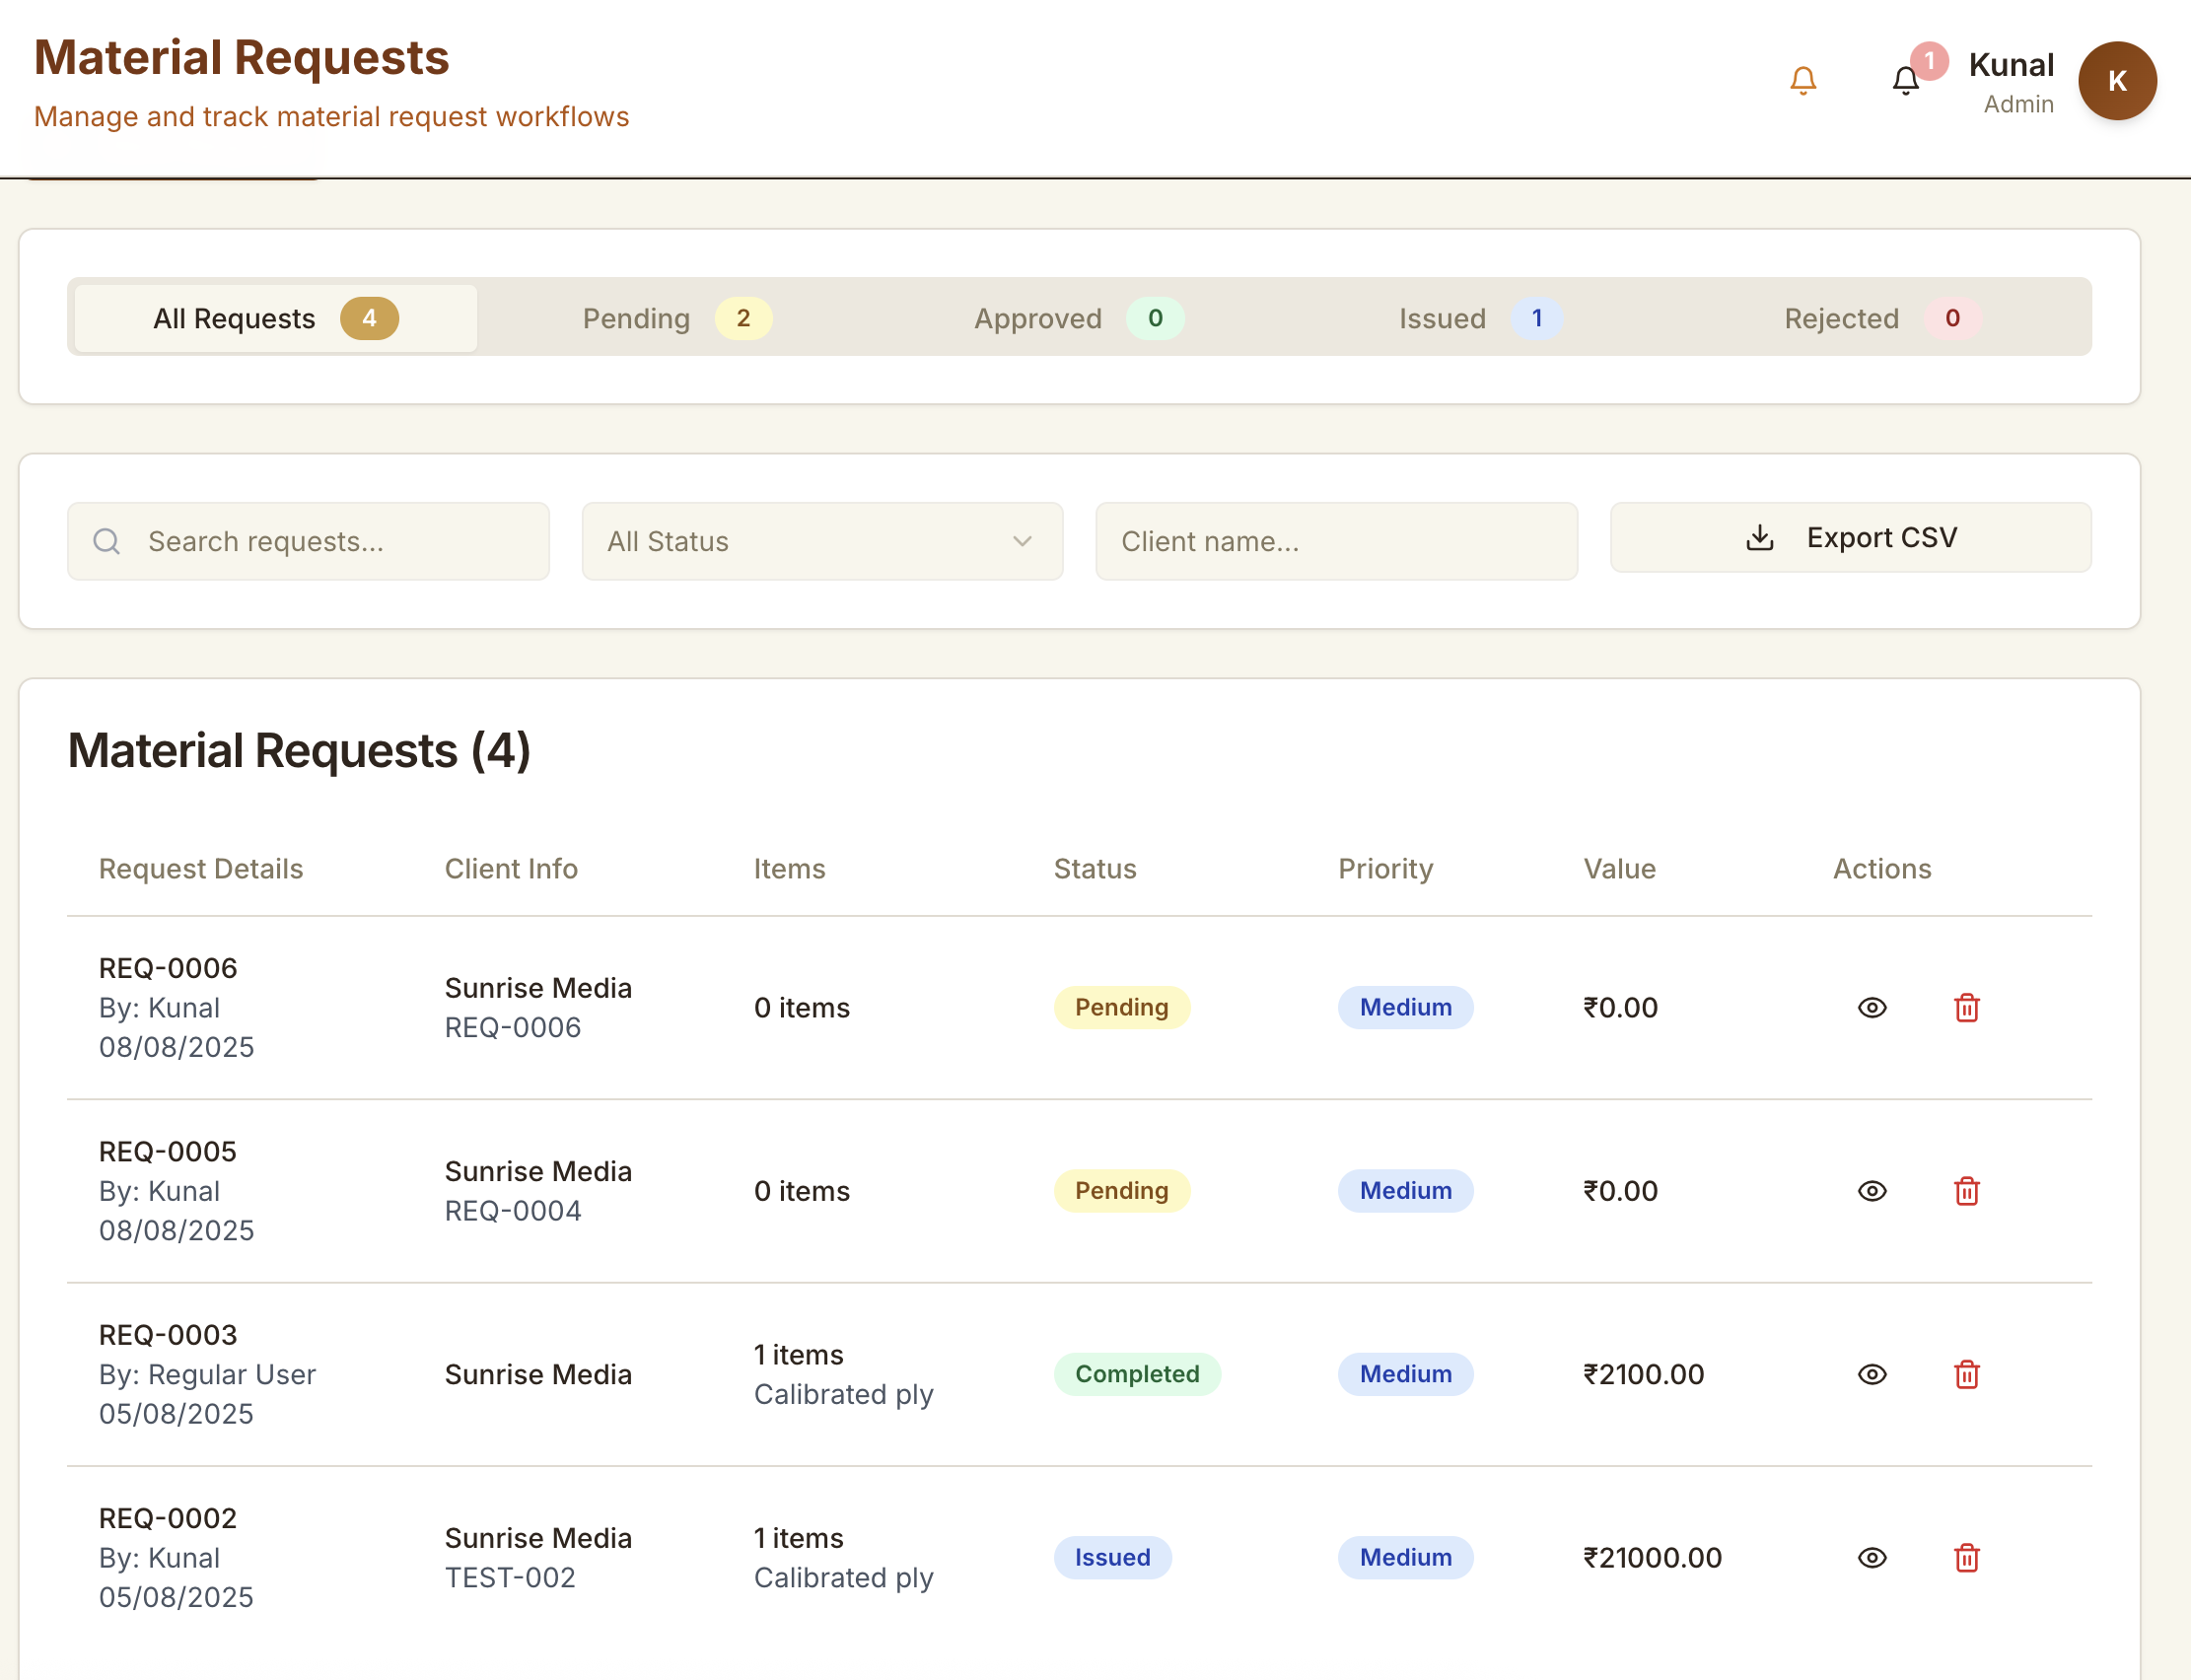 Material Requests
Manage and track material request workflows
1
Kunal
Admin
K
All Requests 4
Pending 2
Approved 0
Issued 1
Rejected 0
Search requests...
All Status
Client name...
Export CSV
Material Requests (4)
Request Details Client Info Items Status Priority Value Actions
REQ-0006
By: Kunal
08/08/2025
Sunrise Media
REQ-0006
0 items
Pending
Medium
₹0.00
REQ-0005
By: Kunal
08/08/2025
Sunrise Media
REQ-0004
0 items
Pending
Medium
₹0.00
REQ-0003
By: Regular User
05/08/2025
Sunrise Media
1 items
Calibrated ply
Completed
Medium
₹2100.00
REQ-0002
By: Kunal
05/08/2025
Sunrise Media
TEST-002
1 items
Calibrated ply
Issued
Medium
₹21000.00